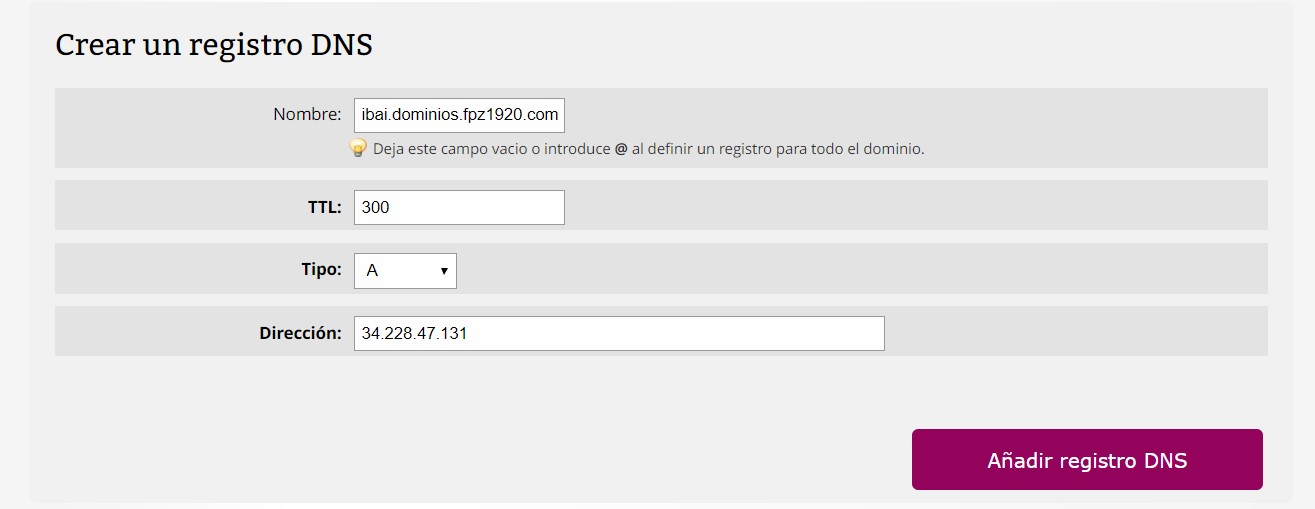 Crear un registro DNS
Nombre: ibai.dominios.fpz1920.com
Deja este campo vacio o introduce @ al definir un registro para todo el dominio.
TTL: 300
Tipo: A
Dirección: 34.228.47.131
Añadir registro DNS